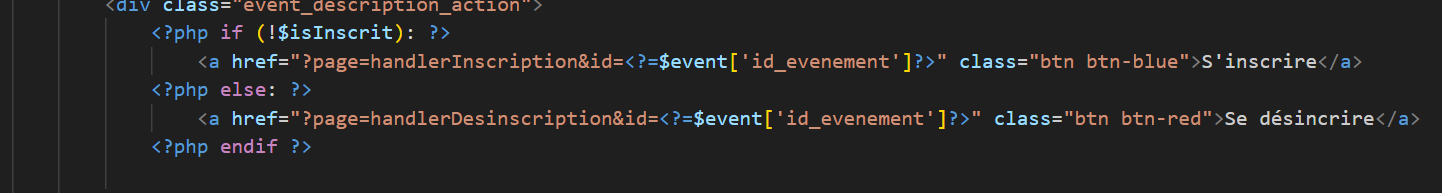 <div class="event_description_action">
<?php if (!$isInscrit): ?>
<a href="?page=handlerInscription&id=<?=$event['id_evenement']?>" class="btn btn-blue">S'inscrire</a>
<?php else: ?>
<a href="?page=handlerDesinscription&id=<?=$event['id_evenement']?>" class="btn btn-red">Se désincrire</a>
<?php endif ?>